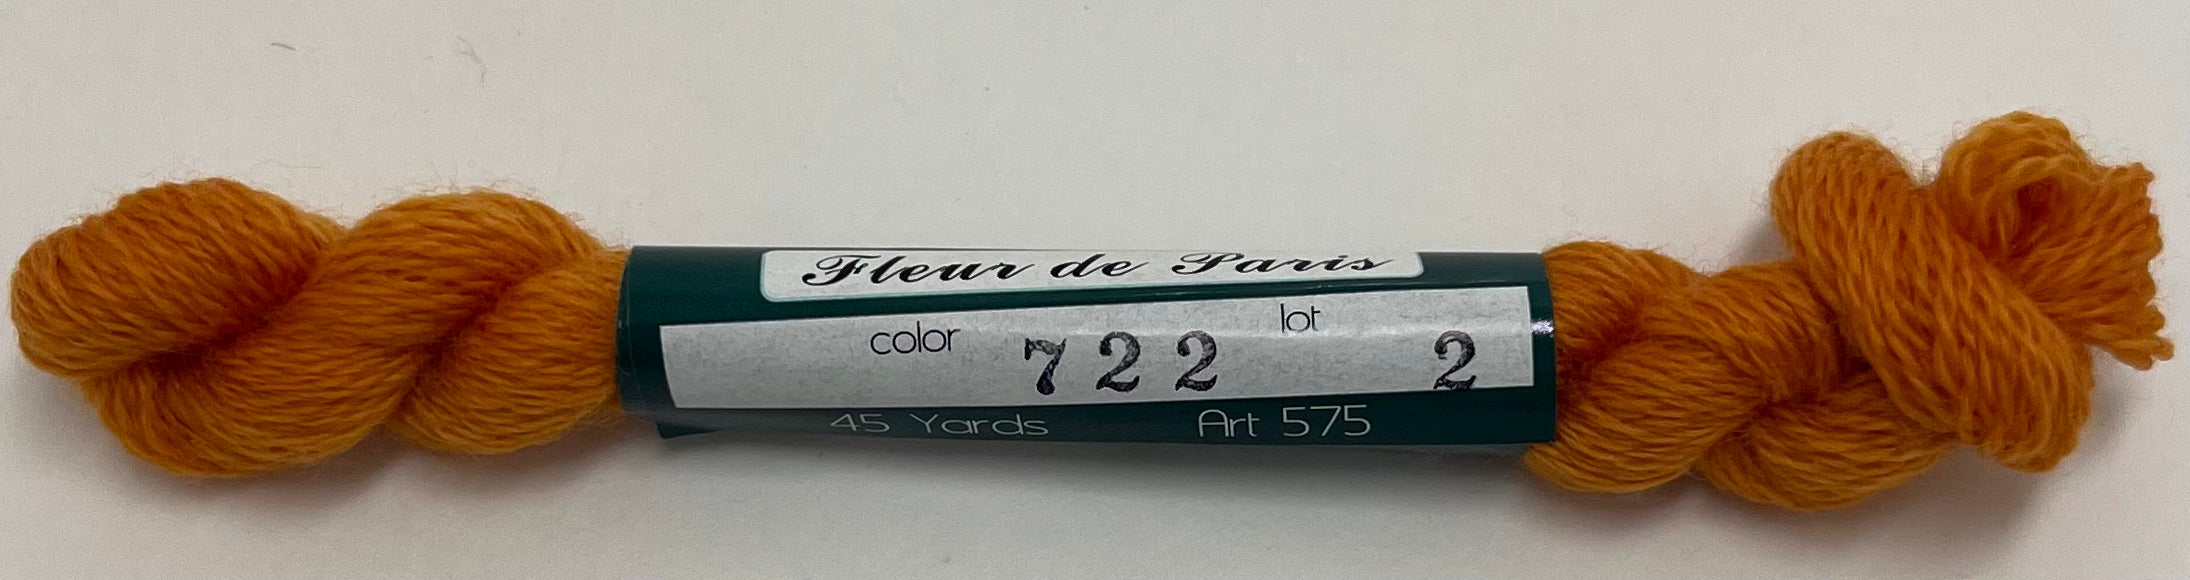 Fleur de Paris
color 722 lot 2
45 Yards Art 575